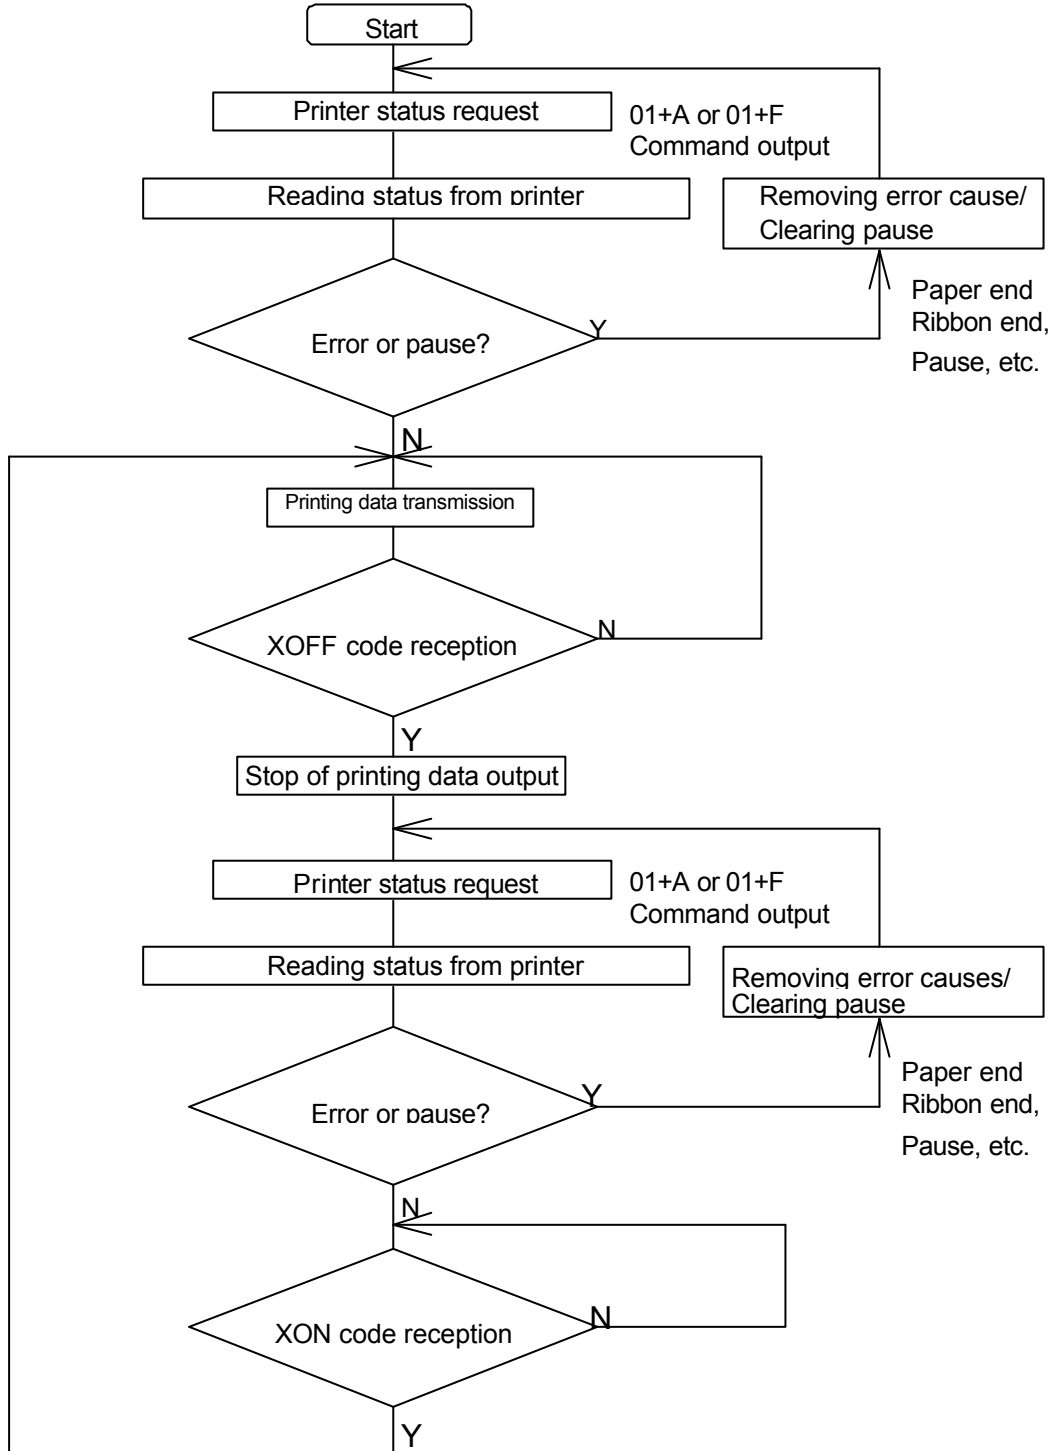 Start
Printer status request
01+A or 01+F
Command output
Reading status from printer
Removing error cause/
Clearing pause
Error or pause?
Y
Paper end
Ribbon end,
Pause, etc.
N
Printing data transmission
XOFF code reception
N
Y
Stop of printing data output
Printer status request
01+A or 01+F
Command output
Reading status from printer
Removing error causes/
Clearing pause
Error or pause?
Y
Paper end
Ribbon end,
Pause, etc.
N
XON code reception
N
Y